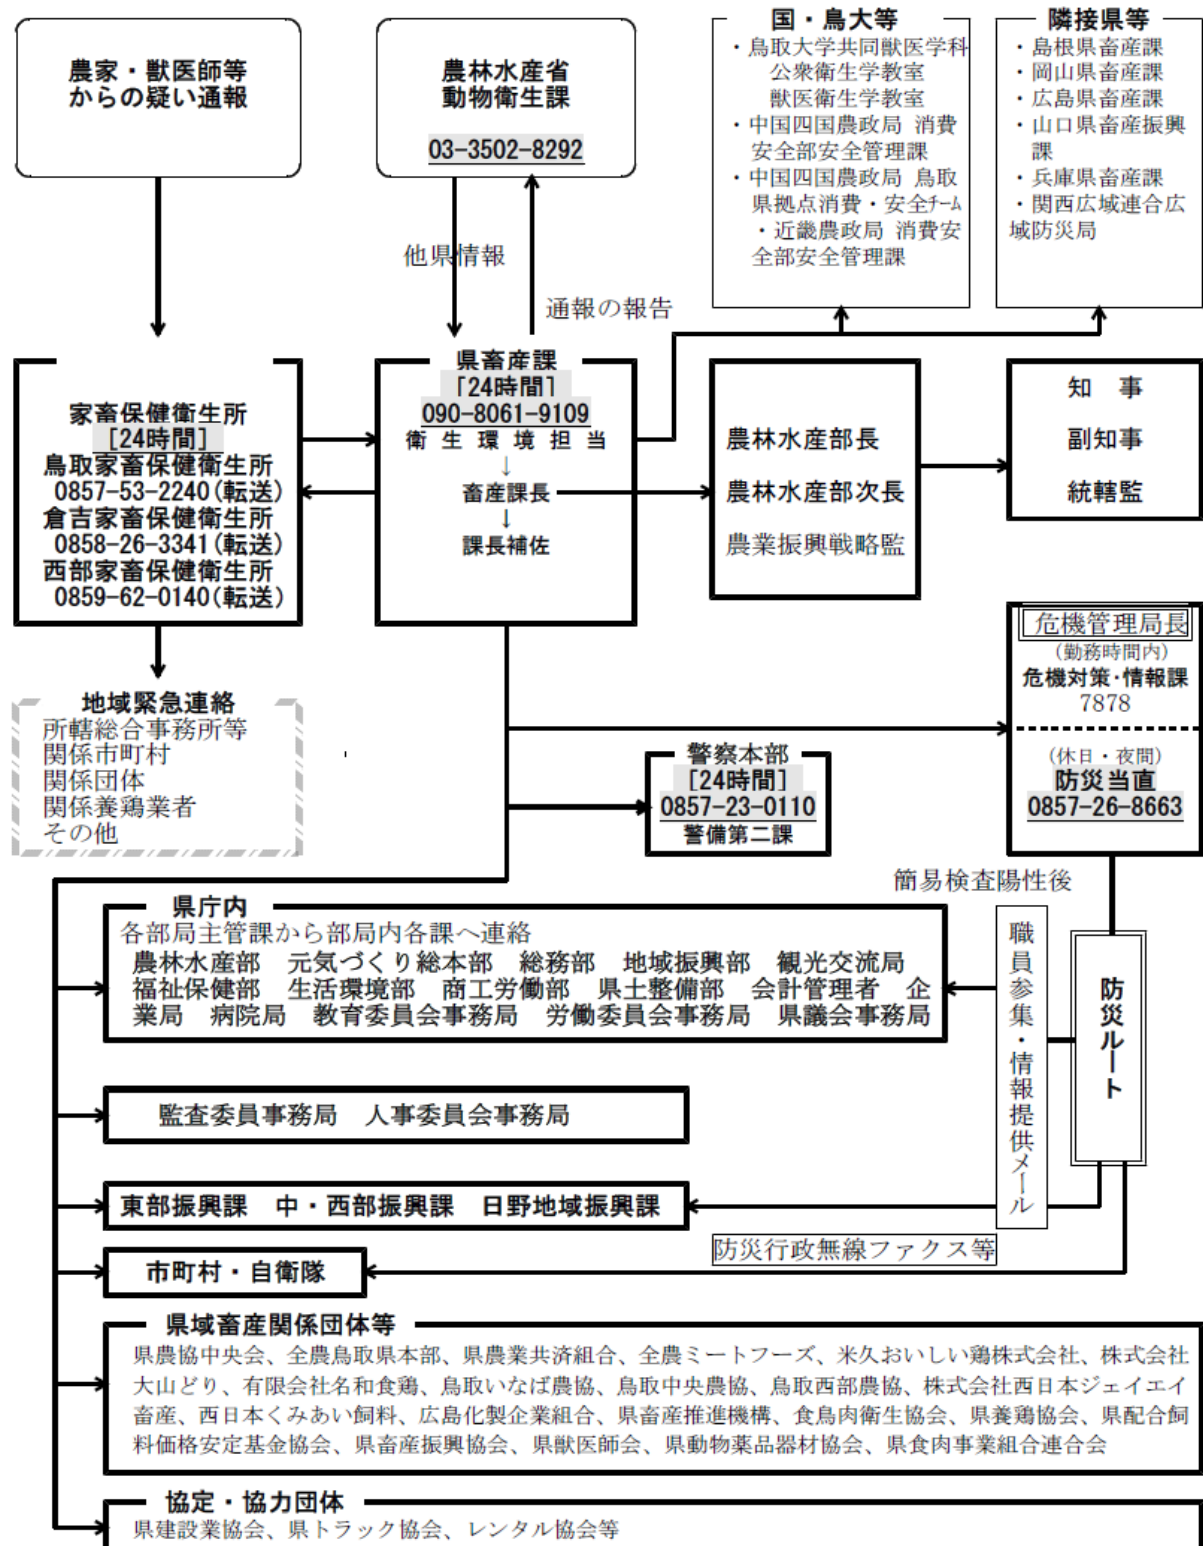 農家・獣医師等
からの疑い通報
農林水産省
動物衛生課
03-3502-8292
国・鳥大等
・鳥取大学共同獣医学科
公衆衛生学教室
獣医衛生学教室
・中国四国農政局 消費
安全部安全管理課
・中国四国農政局 鳥取
県拠点消費・安全ﾁｰﾑ
・近畿農政局 消費安
全部安全管理課
隣接県等
・島根県畜産課
・岡山県畜産課
・広島県畜産課
・山口県畜産振興
課
・兵庫県畜産課
・関西広域連合広
域防災局
他県情報
通報の報告
家畜保健衛生所
[24時間]
鳥取家畜保健衛生所
0857-53-2240(転送)
倉吉家畜保健衛生所
0858-26-3341(転送)
西部家畜保健衛生所
0859-62-0140(転送)
県畜産課
[24時間]
090-8061-9109
衛生環境担当
↓
畜産課長
↓
課長補佐
農林水産部長
農林水産部次長
農業振興戦略監
知 事
副知事
統轄監
地域緊急連絡
所轄総合事務所等
関係市町村
関係団体
関係養鶏業者
その他
警察本部
[24時間]
0857-23-0110
警備第二課
危機管理局長
(勤務時間内)
危機対策・情報課
7878
(休日・夜間)
防災当直
0857-26-8663
簡易検査陽性後
県庁内
各部局主管課から部局内各課へ連絡
農林水産部 元気づくり総本部 総務部 地域振興部 観光交流局
福祉保健部 生活環境部 商工労働部 県土整備部 会計管理者 企
業局 病院局 教育委員会事務局 労働委員会事務局 県議会事務局
職員参集・情報提供メール
防災ルート
監査委員事務局 人事委員会事務局
東部振興課 中・西部振興課 日野地域振興課
防災行政無線ファクス等
市町村・自衛隊
県域畜産関係団体等
県農協中央会、全農鳥取県本部、県農業共済組合、全農ミートフーズ、米久おいしい鶏株式会社、株式会社
大山どり、有限会社名和食鶏、鳥取いなば農協、鳥取中央農協、鳥取西部農協、株式会社西日本ジェイエイ
畜産、西日本くみあい飼料、広島化製企業組合、県畜産推進機構、食鳥肉衛生協会、県養鶏協会、県配合飼
料価格安定基金協会、県畜産振興協会、県獣医師会、県動物薬品器材協会、県食肉事業組合連合会
協定・協力団体
県建設業協会、県トラック協会、レンタル協会等